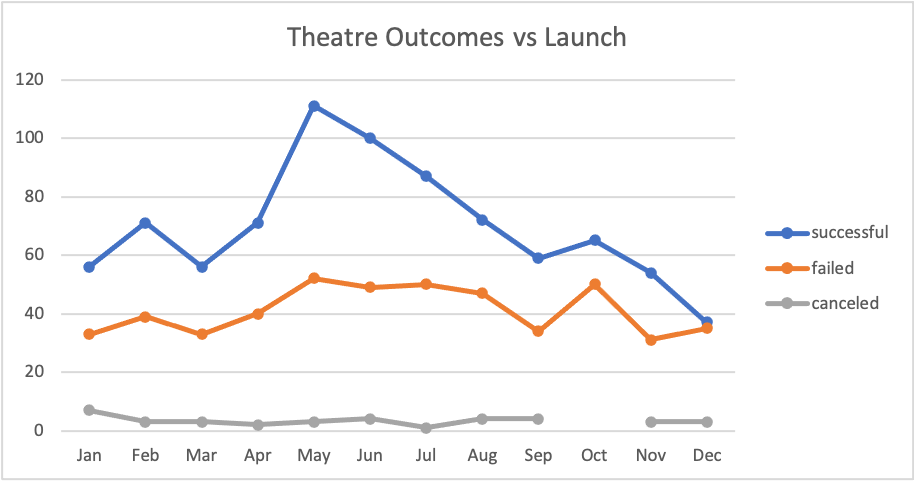 Theatre Outcomes vs Launch
120
100
80
60
40
20
0
Jan Feb Mar Apr May Jun Jul Aug Sep Oct Nov Dec
successful
failed
canceled